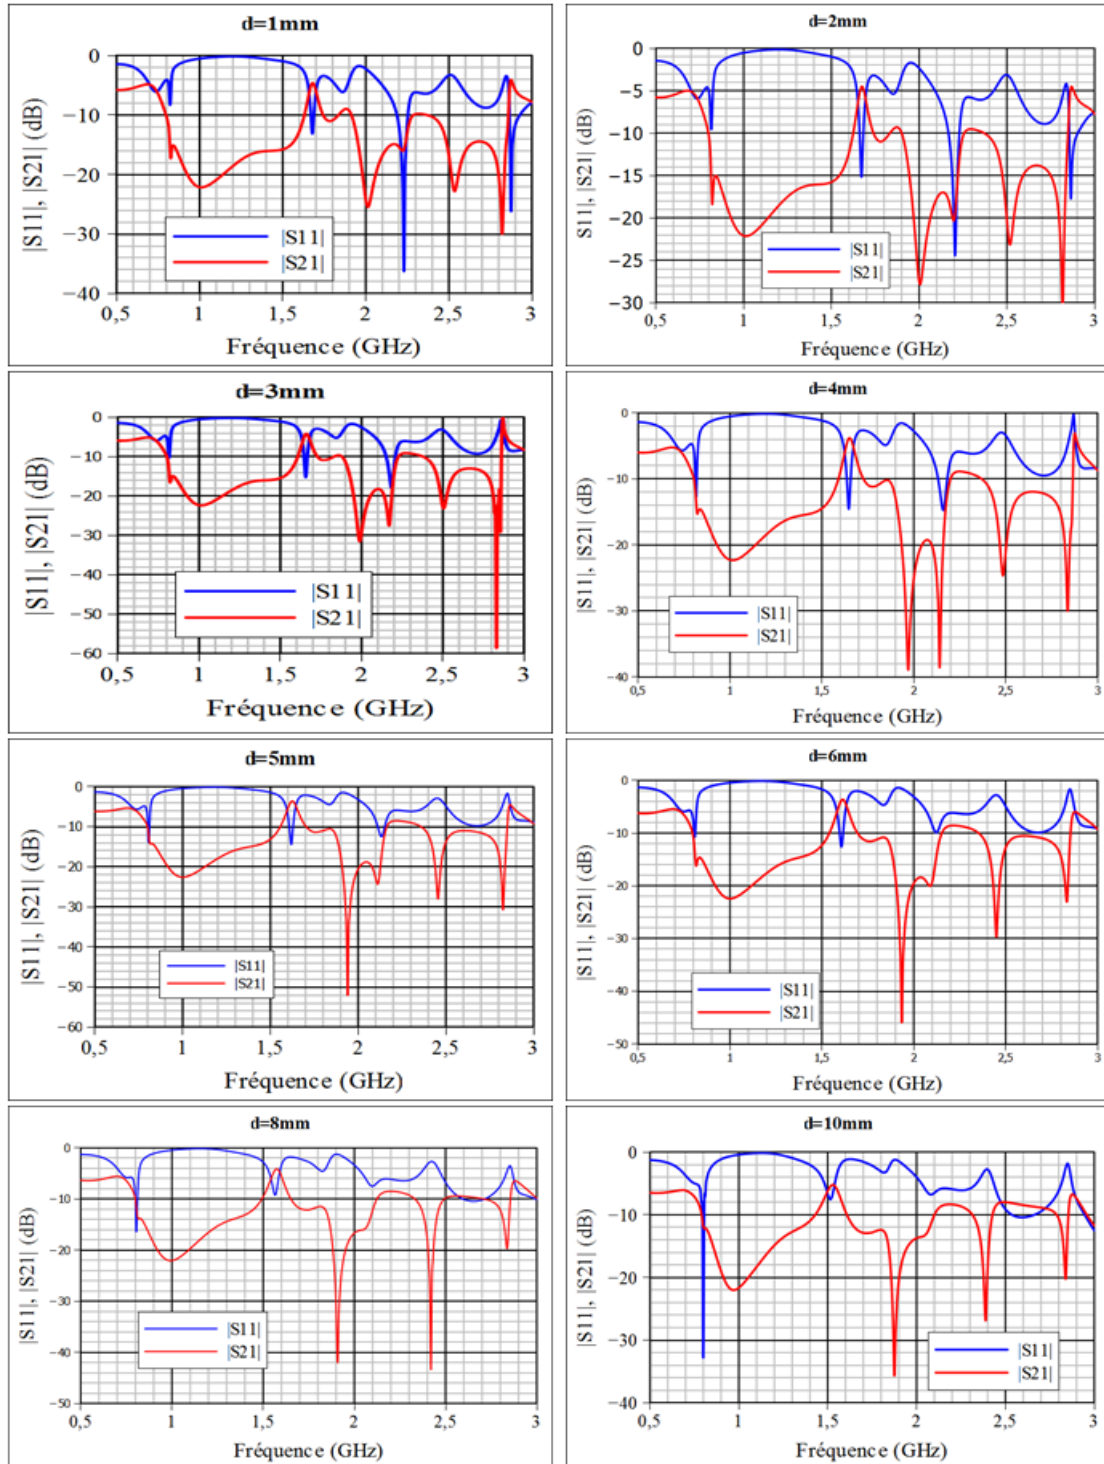 d=1mm
0
−10
−20
−30
−40
|S11|, |S21| (dB)
|S11|
|S21|
0,5 1 1,5 2 2,5 3
Fréquence (GHz)
d=2mm
0
−5
−10
−15
−20
−25
−30
S11|, |S21| (dB)
|S11|
|S21|
0,5 1 1,5 2 2,5 3
Fréquence (GHz)
d=3mm
0
−10
−20
−30
−40
−50
−60
|S11|, |S21| (dB)
|S11|
|S21|
0,5 1 1,5 2 2,5 3
Fréquence (GHz)
d=4mm
0
−10
−20
−30
−40
|S11|, |S21| (dB)
|S11|
|S21|
0,5 1 1,5 2 2,5 3
Fréquence (GHz)
d=5mm
0
−10
−20
−30
−40
−50
−60
|S11|, |S21| (dB)
|S11|
|S21|
0,5 1 1,5 2 2,5 3
Fréquence (GHz)
d=6mm
0
−10
−20
−30
−40
−50
|S11|, |S21| (dB)
|S11|
|S21|
0,5 1 1,5 2 2,5 3
Fréquence (GHz)
d=8mm
0
−10
−20
−30
−40
−50
|S11|, |S21| (dB)
|S11|
|S21|
0,5 1 1,5 2 2,5 3
Fréquence (GHz)
d=10mm
0
−10
−20
−30
−40
|S11|, |S21| (dB)
|S11|
|S21|
0,5 1 1,5 2 2,5 3
Fréquence (GHz)